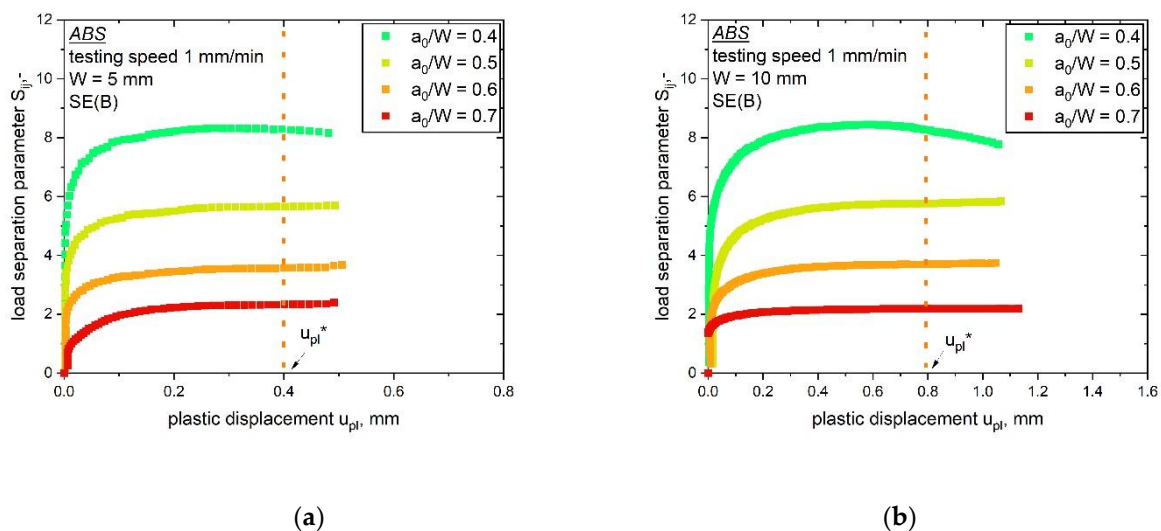 ABS
testing speed 1 mm/min
W = 5 mm
SE(B)
a₀/W = 0.4
a₀/W = 0.5
a₀/W = 0.6
a₀/W = 0.7
12
10
8
6
4
2
0
load separation parameter Sᵢⱼ,-
uₚₗ*
0.0 0.2 0.4 0.6 0.8
plastic displacement uₚₗ, mm
(a)
ABS
testing speed 1 mm/min
W = 10 mm
SE(B)
a₀/W = 0.4
a₀/W = 0.5
a₀/W = 0.6
a₀/W = 0.7
12
10
8
6
4
2
0
load separation parameter Sᵢⱼ,-
uₚₗ*
0.0 0.2 0.4 0.6 0.8 1.0 1.2 1.4 1.6
plastic displacement uₚₗ, mm
(b)